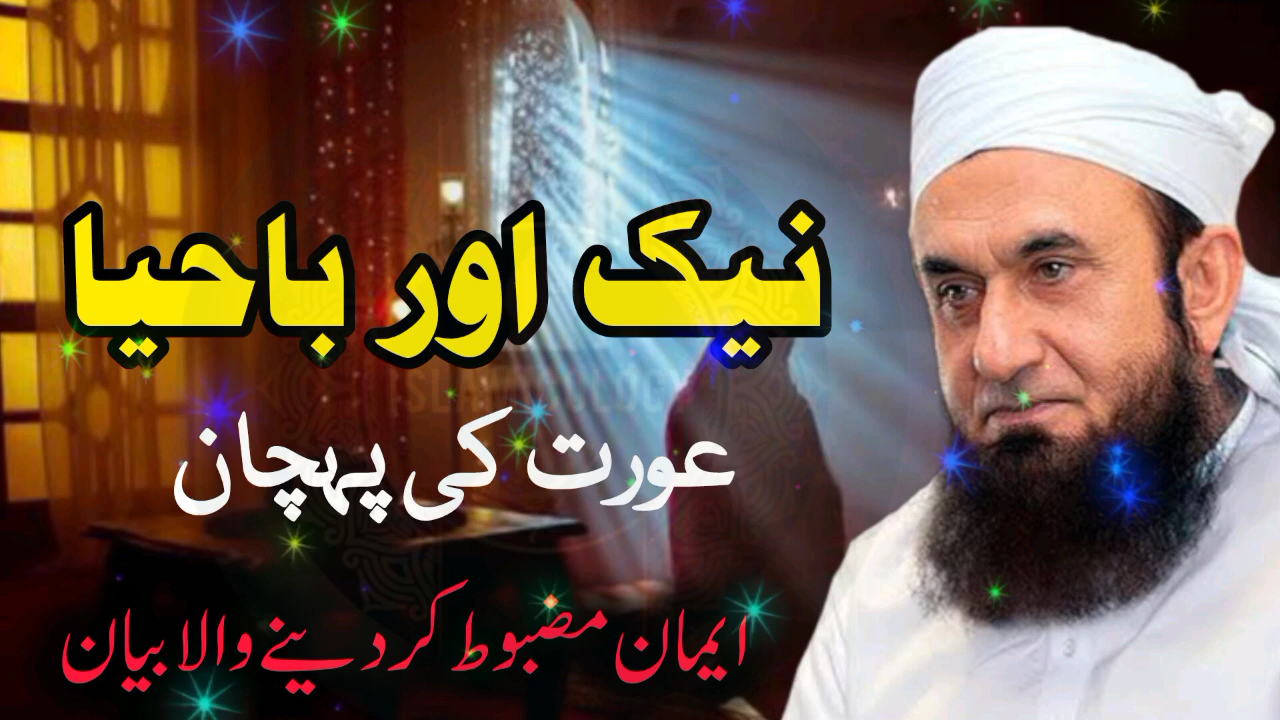 نیک اور باحیا
عورت کی پہچان
ایمان مضبوط کر دینے والا بیان